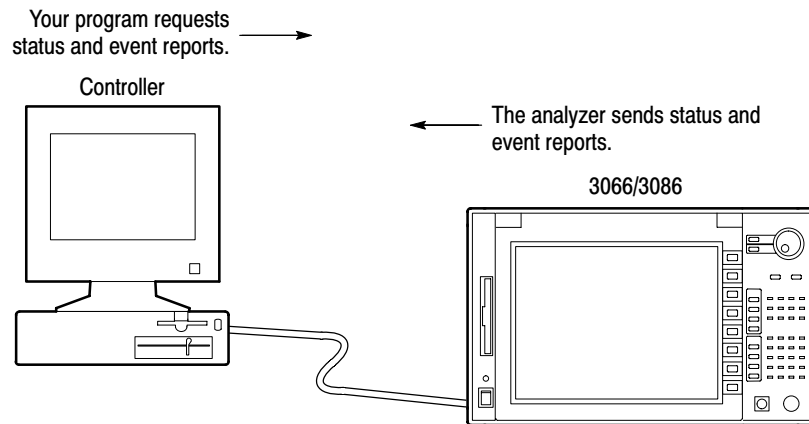 Your program requests
status and event reports.
Controller
The analyzer sends status and
event reports.
3066/3086